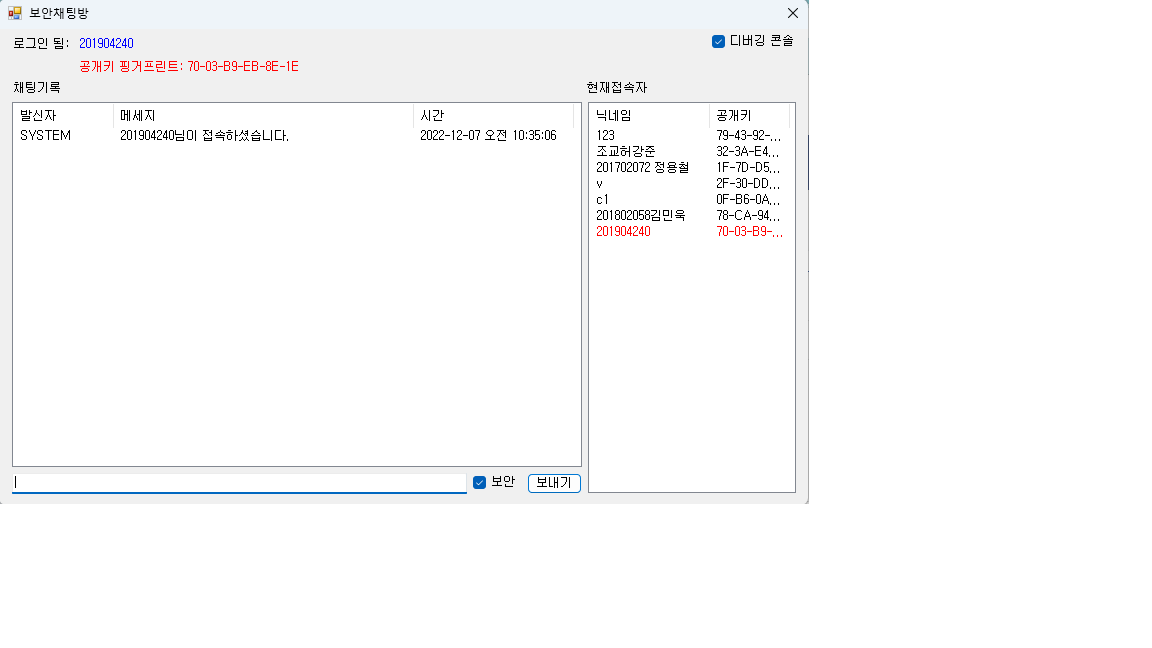 보안채팅방
로그인 됨: 201904240
디버깅 콘솔
공개키 핑거프린트: 70-03-B9-EB-8E-1E
채팅기록
현재접속자
발신자 메세지 시간
SYSTEM 201904240님이 접속하셨습니다. 2022-12-07 오전 10:35:06
닉네임 공개키
123 79-43-92-...
조교허강준 32-3A-E4...
201702072 정용철 1F-7D-D5...
v 2F-30-DD...
c1 0F-B6-0A...
201802058김민욱 78-CA-94...
201904240 70-03-B9-...
보안 보내기